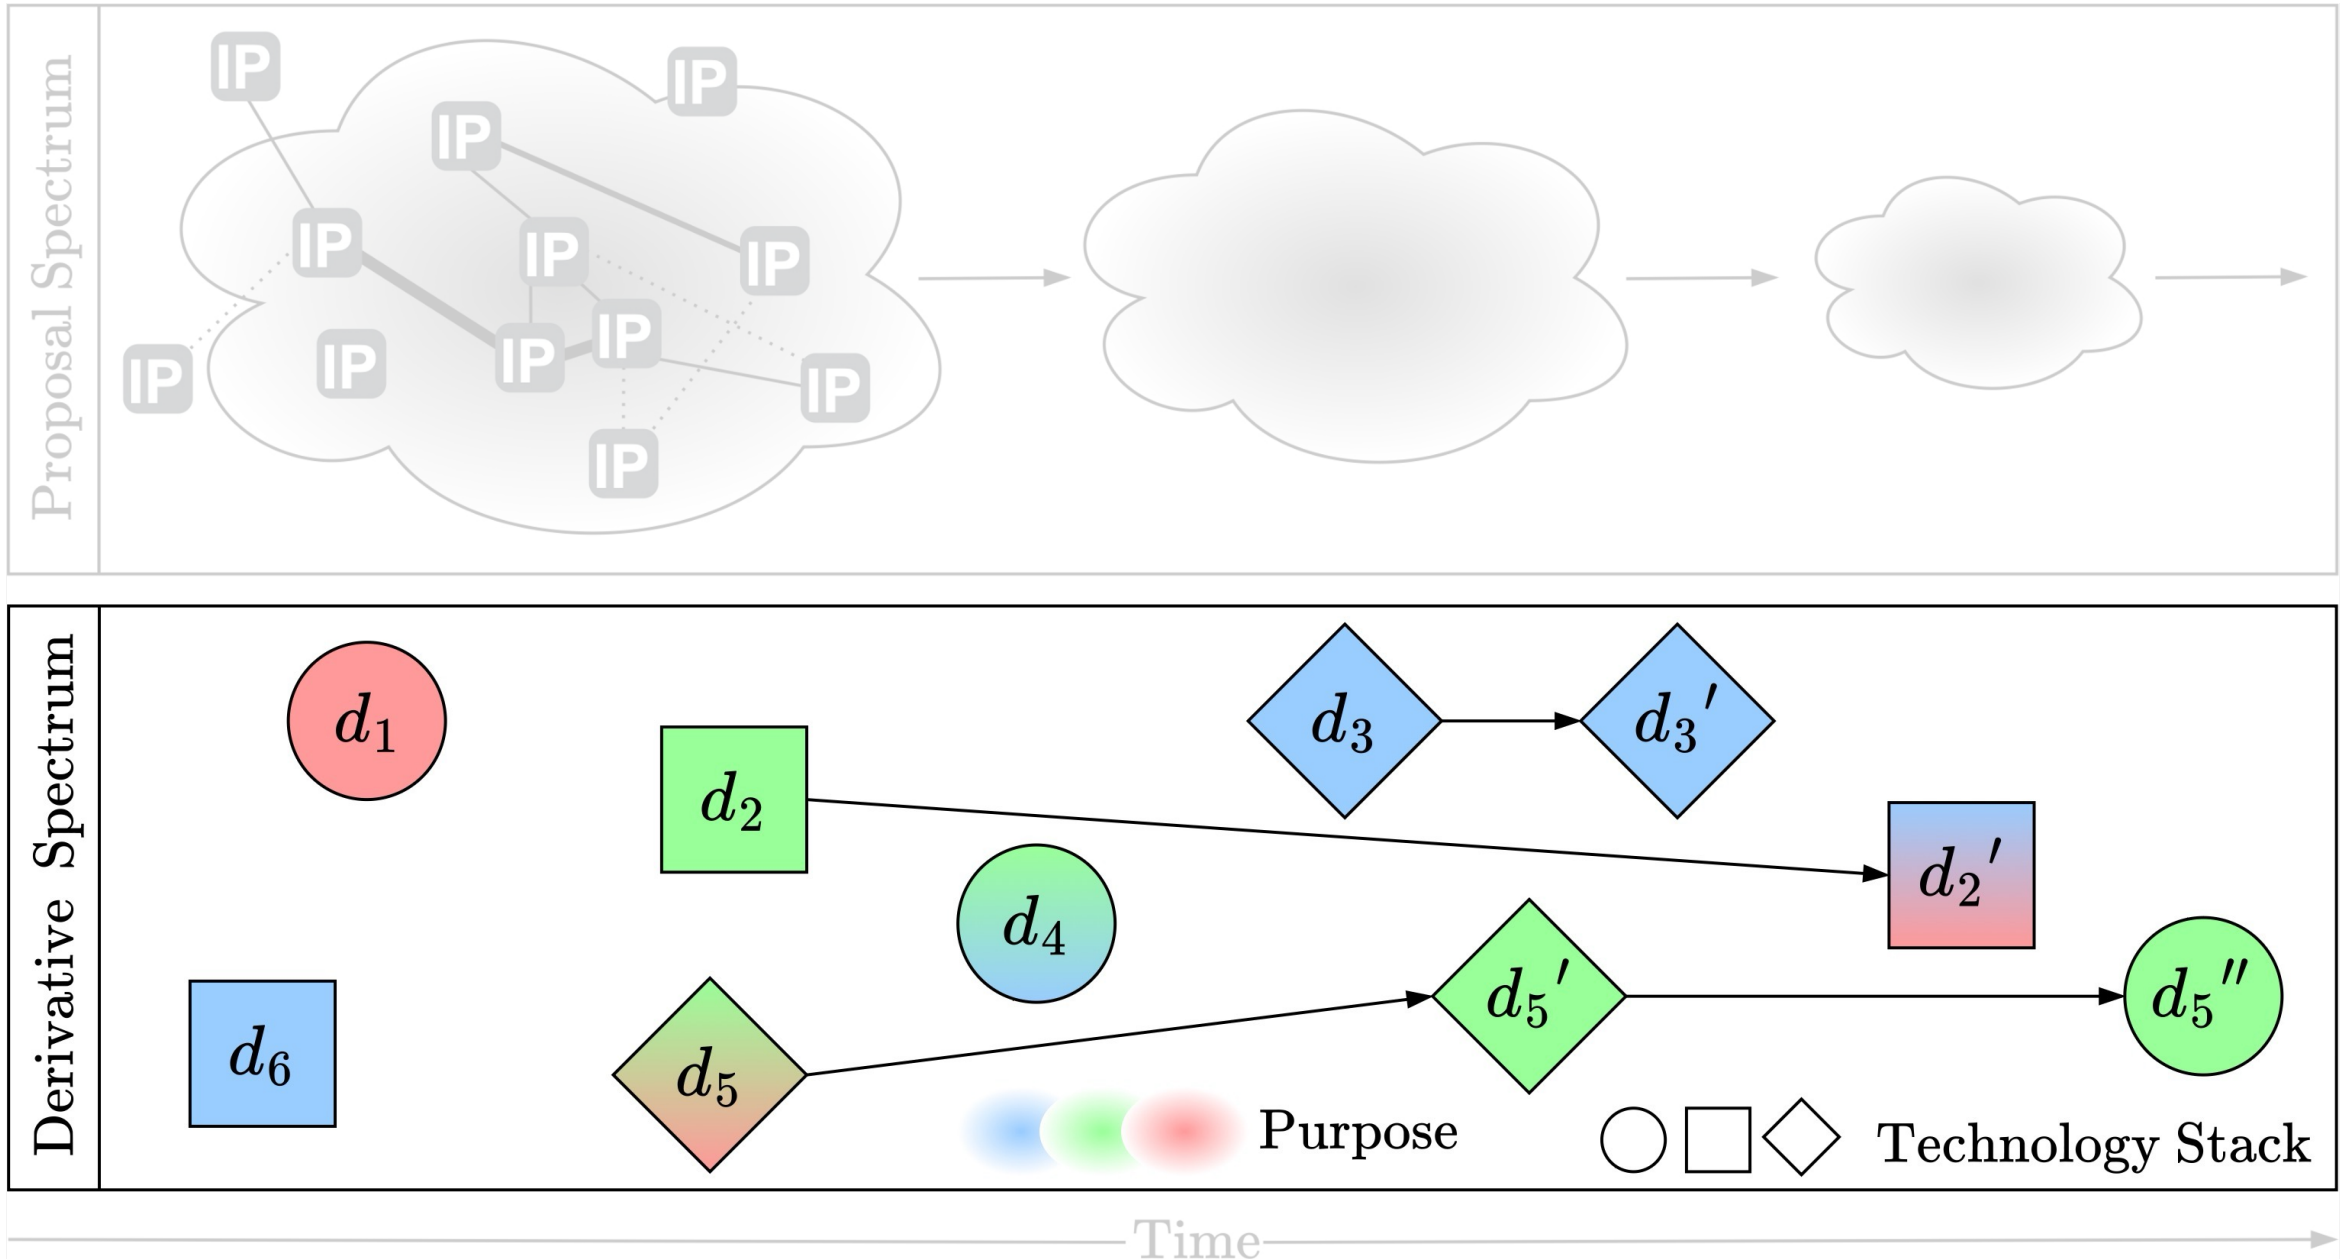 Proposal Spectrum
IP
IP
IP
IP
IP
IP
IP
IP
IP
IP
IP
IP
Derivative Spectrum
d₁
d₂
d₃
d₃′
d₂′
d₄
d₅′
d₅″
d₆
d₅
Purpose
Technology Stack
Time